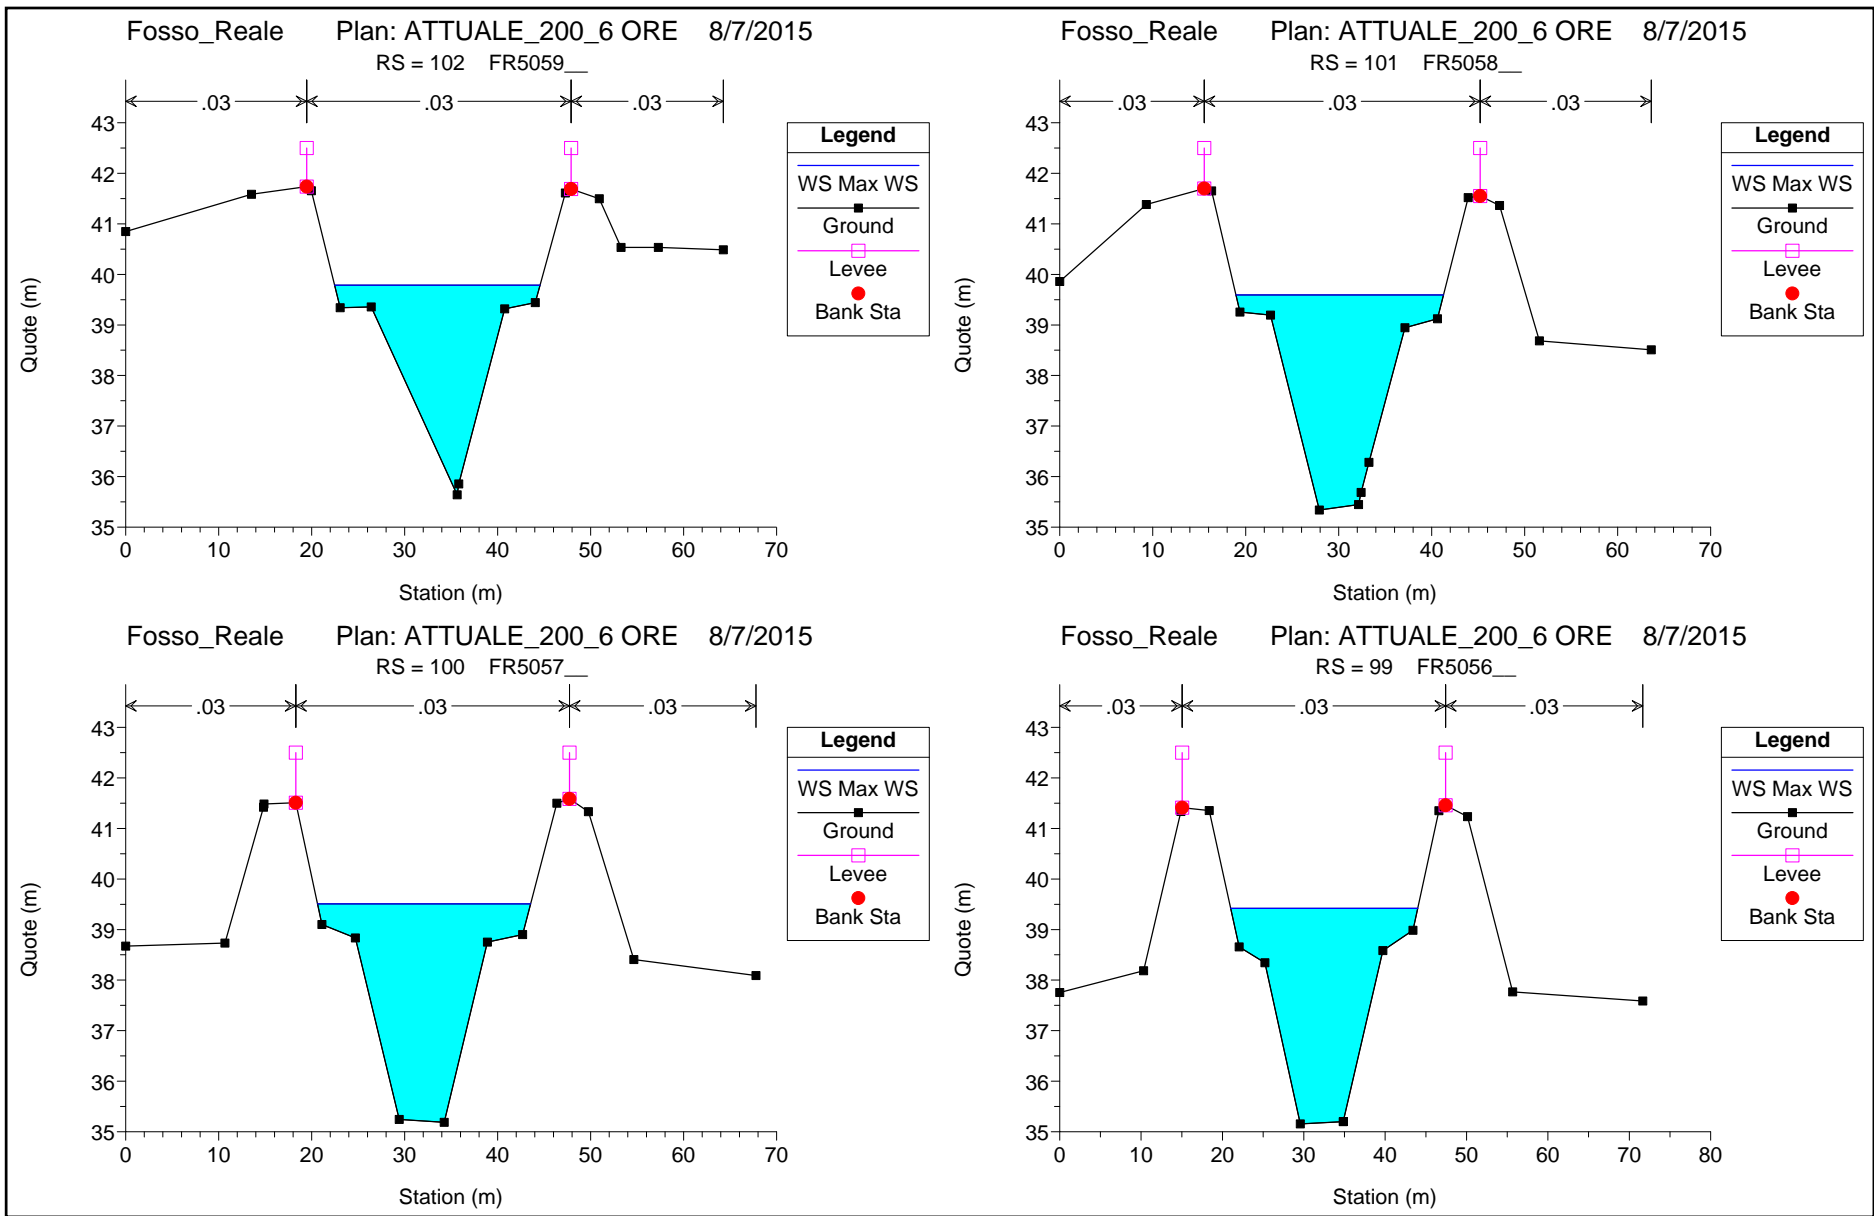 Fosso_Reale Plan: ATTUALE_200_6 ORE 8/7/2015
RS = 102 FR5059__
.03 .03 .03
43
42
41
40
39
38
37
36
35
0 10 20 30 40 50 60 70
Station (m)
Quote (m)
Legend
WS Max WS
Ground
Levee
Bank Sta
Fosso_Reale Plan: ATTUALE_200_6 ORE 8/7/2015
RS = 101 FR5058__
.03 .03 .03
43
42
41
40
39
38
37
36
35
0 10 20 30 40 50 60 70
Station (m)
Quote (m)
Legend
WS Max WS
Ground
Levee
Bank Sta
Fosso_Reale Plan: ATTUALE_200_6 ORE 8/7/2015
RS = 100 FR5057__
.03 .03 .03
43
42
41
40
39
38
37
36
35
0 10 20 30 40 50 60 70
Station (m)
Quote (m)
Legend
WS Max WS
Ground
Levee
Bank Sta
Fosso_Reale Plan: ATTUALE_200_6 ORE 8/7/2015
RS = 99 FR5056__
.03 .03 .03
43
42
41
40
39
38
37
36
35
0 10 20 30 40 50 60 70 80
Station (m)
Quote (m)
Legend
WS Max WS
Ground
Levee
Bank Sta